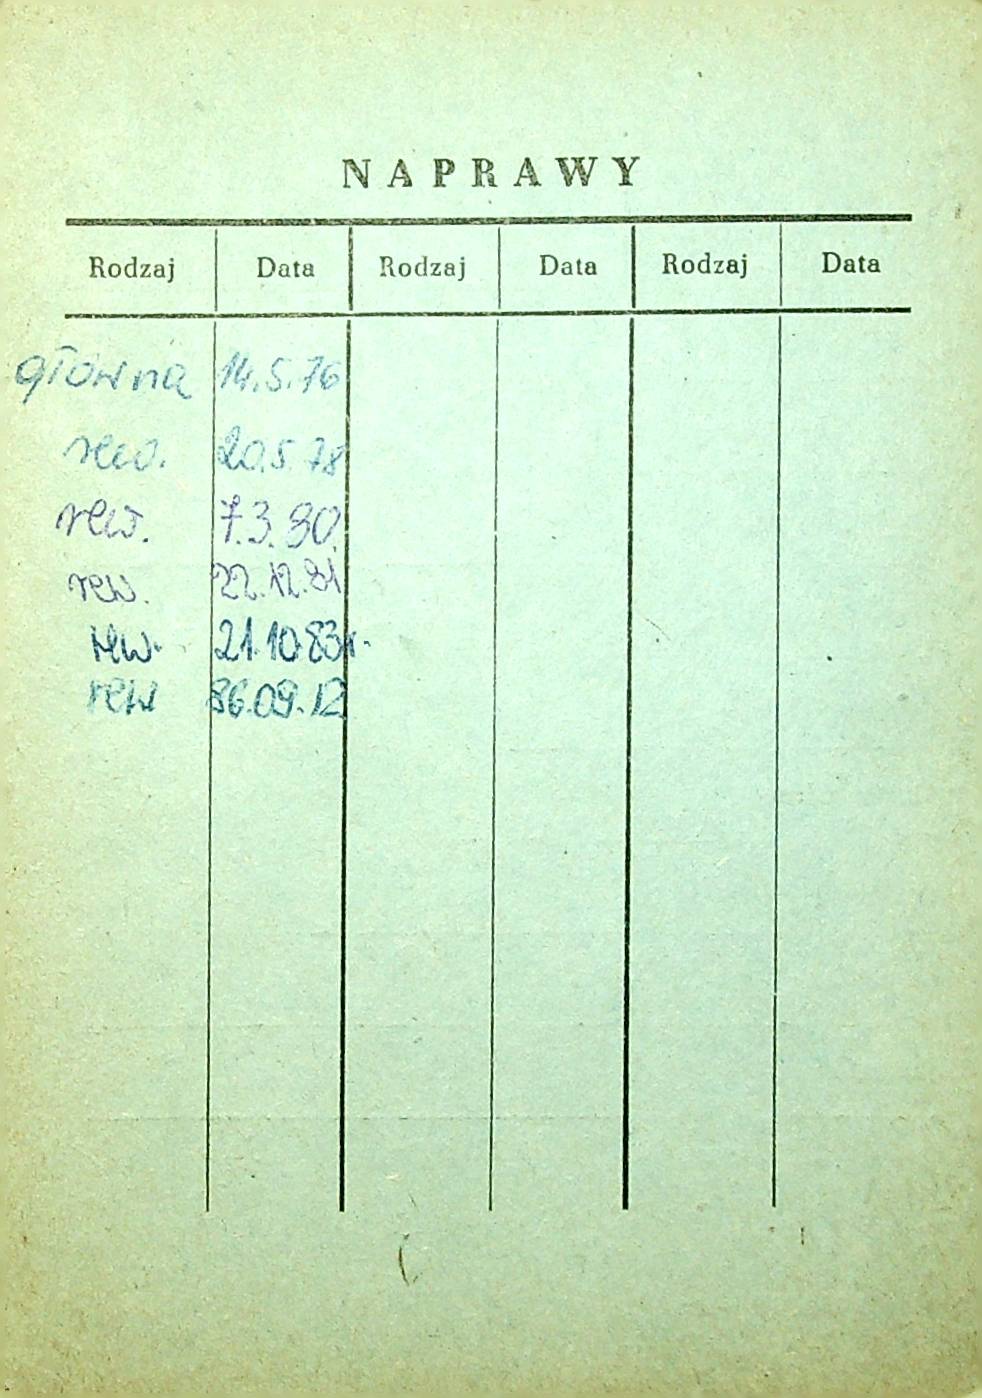 NAPRAWY
Rodzaj Data Rodzaj Data Rodzaj Data
główna 14.5.76
rew. 20.5.78
rew. 7.3.80
rew. 22.12.81
rew. 21.10.83r.
rew 86.09.12